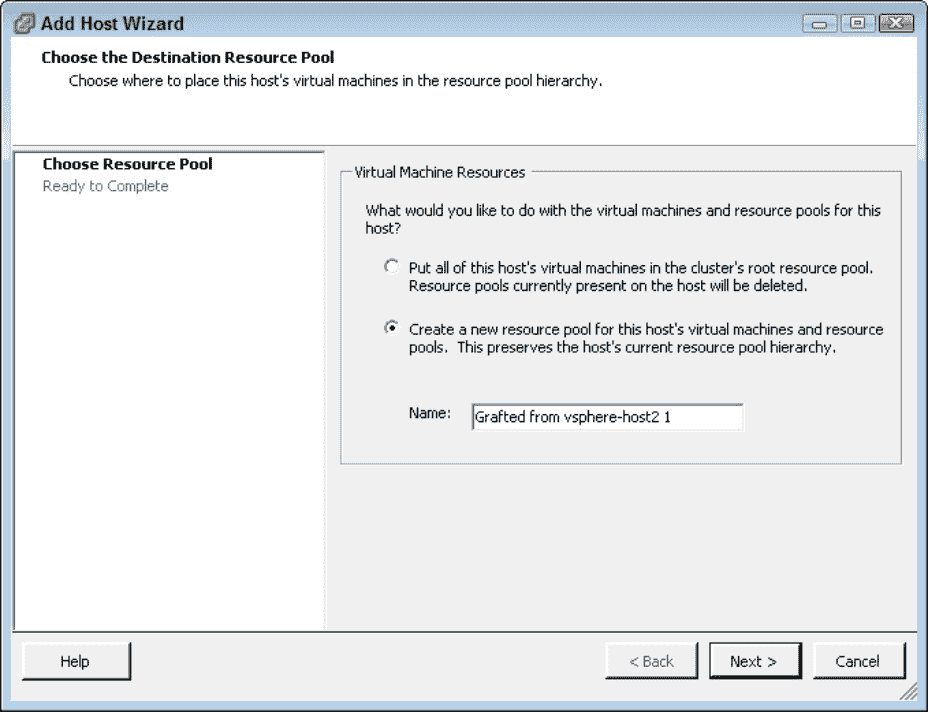 Add Host Wizard
Choose the Destination Resource Pool
Choose where to place this host's virtual machines in the resource pool hierarchy.
Choose Resource Pool
Ready to Complete
Virtual Machine Resources
What would you like to do with the virtual machines and resource pools for this
host?
Put all of this host's virtual machines in the cluster's root resource pool.
Resource pools currently present on the host will be deleted.
Create a new resource pool for this host's virtual machines and resource
pools.  This preserves the host's current resource pool hierarchy.
Name: Grafted from vsphere-host2 1
Help < Back Next > Cancel